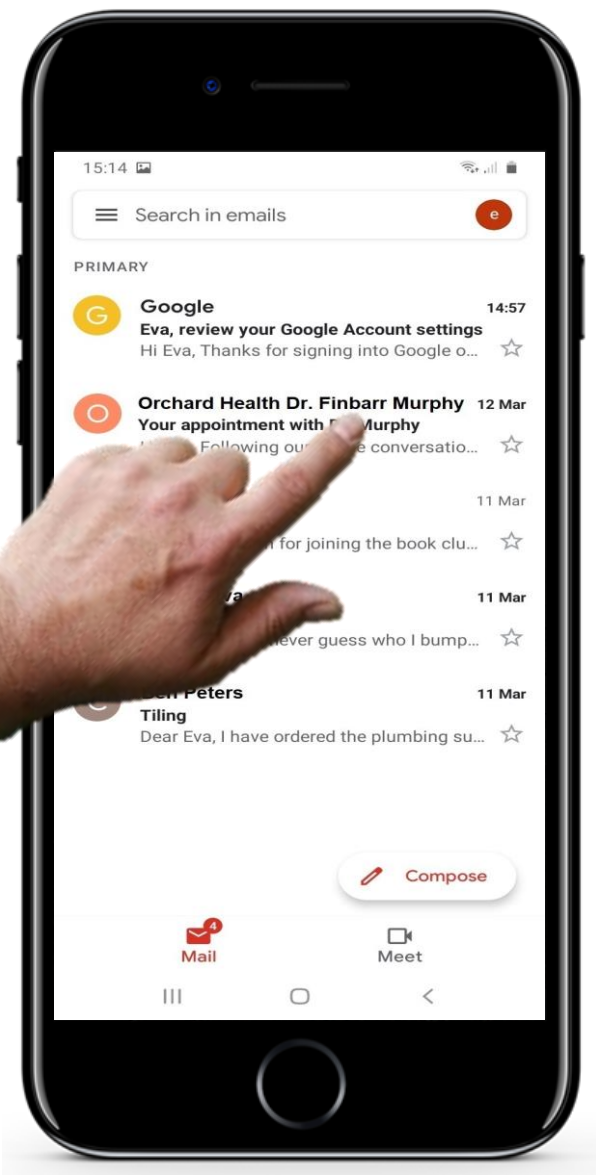 15:14
Search in emails
e
PRIMARY
G
Google
14:57
Eva, review your Google Account settings
Hi Eva, Thanks for signing into Google o...
O
Orchard Health Dr. Finbarr Murphy
12 Mar
Your appointment with Murphy
Following ou e conversatio...
11 Mar
for joining the book clu...
11 Mar
guess who I bump...
Peters
11 Mar
Tiling
Dear Eva, I have ordered the plumbing su...
Compose
4
Mail
Meet